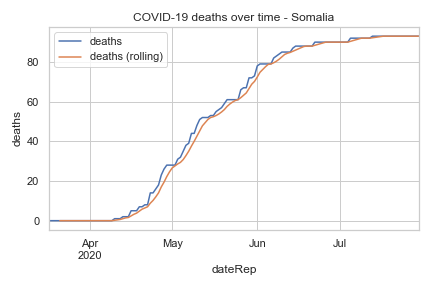 COVID-19 deaths over time - Somalia
deaths
deaths (rolling)
80
60
40
20
0
deaths
Apr
2020
May
Jun
Jul
dateRep